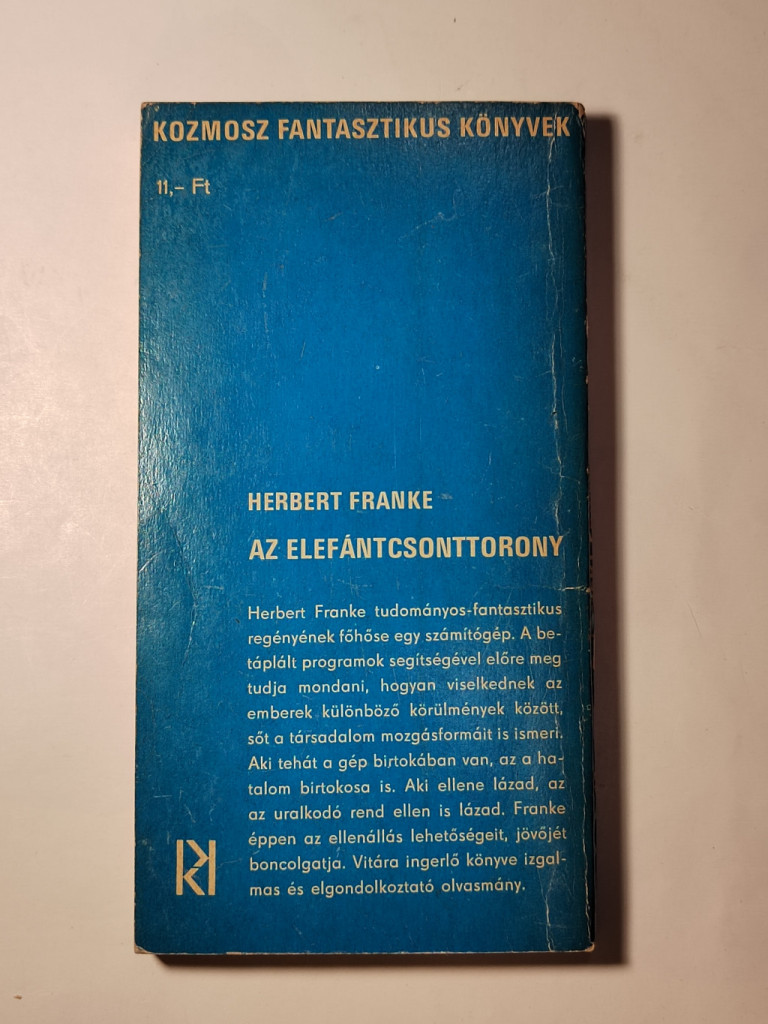 KOZMOSZ FANTASZTIKUS KÖNYVEK
11,– Ft
HERBERT FRANKE
AZ ELEFÁNTCSONTTORONY
Herbert Franke tudományos-fantasztikus
regényének főhőse egy számítógép. A be-
táplált programok segítségével előre meg
tudja mondani, hogyan viselkednek az
emberek különböző körülmények között,
sőt a társadalom mozgásformáit is ismeri.
Aki tehát a gép birtokában van, az a ha-
talom birtokosa is. Aki ellene lázad, az
az uralkodó rend ellen is lázad. Franke
éppen az ellenállás lehetőségeit, jövőjét
boncolgatja. Vitára ingerlő könyve izgal-
mas és elgondolkoztató olvasmány.